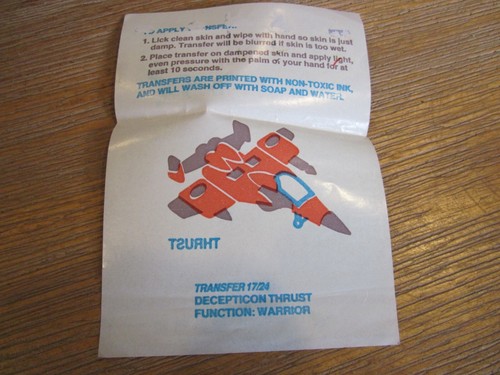 TO APPLY TRANSFER:
1. Lick clean skin and wipe with hand so skin is just
damp. Transfer will be blurred if skin is too wet.
2. Place transfer on dampened skin and apply light,
even pressure with the palm of your hand for at
least 10 seconds.
TRANSFERS ARE PRINTED WITH NON-TOXIC INK,
AND WILL WASH OFF WITH SOAP AND WATER.
THRUST
TRANSFER 17/24
DECEPTICON THRUST
FUNCTION: WARRIOR